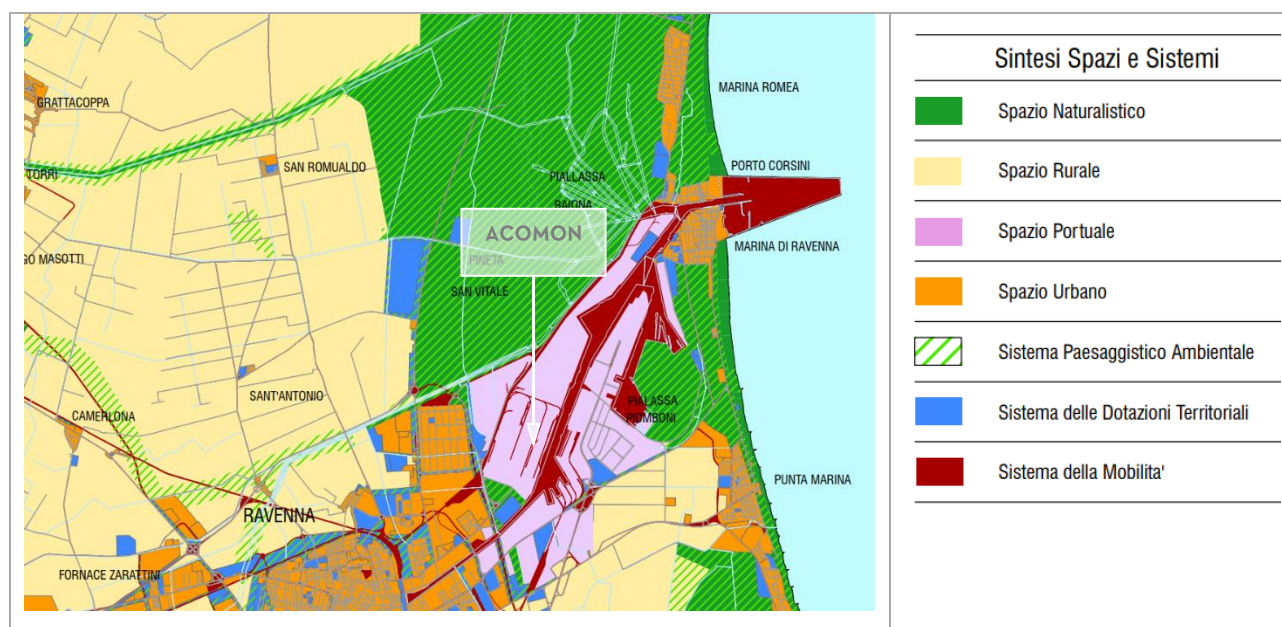 MARINA ROMEA
GRATTACOPPA
PORTO CORSINI
SAN ROMUALDO
TORRI
PIALLASSA
BAIONA
ACOMON
MARINA DI RAVENNA
GO MASOTTI
PINETA
SAN VITALE
SANT'ANTONIO
CAMERLONA
PIALASSA
PIOMBONI
PUNTA MARINA
RAVENNA
FORNACE ZARATTINI
Sintesi Spazi e Sistemi
Spazio Naturalistico
Spazio Rurale
Spazio Portuale
Spazio Urbano
Sistema Paesaggistico Ambientale
Sistema delle Dotazioni Territoriali
Sistema della Mobilita'